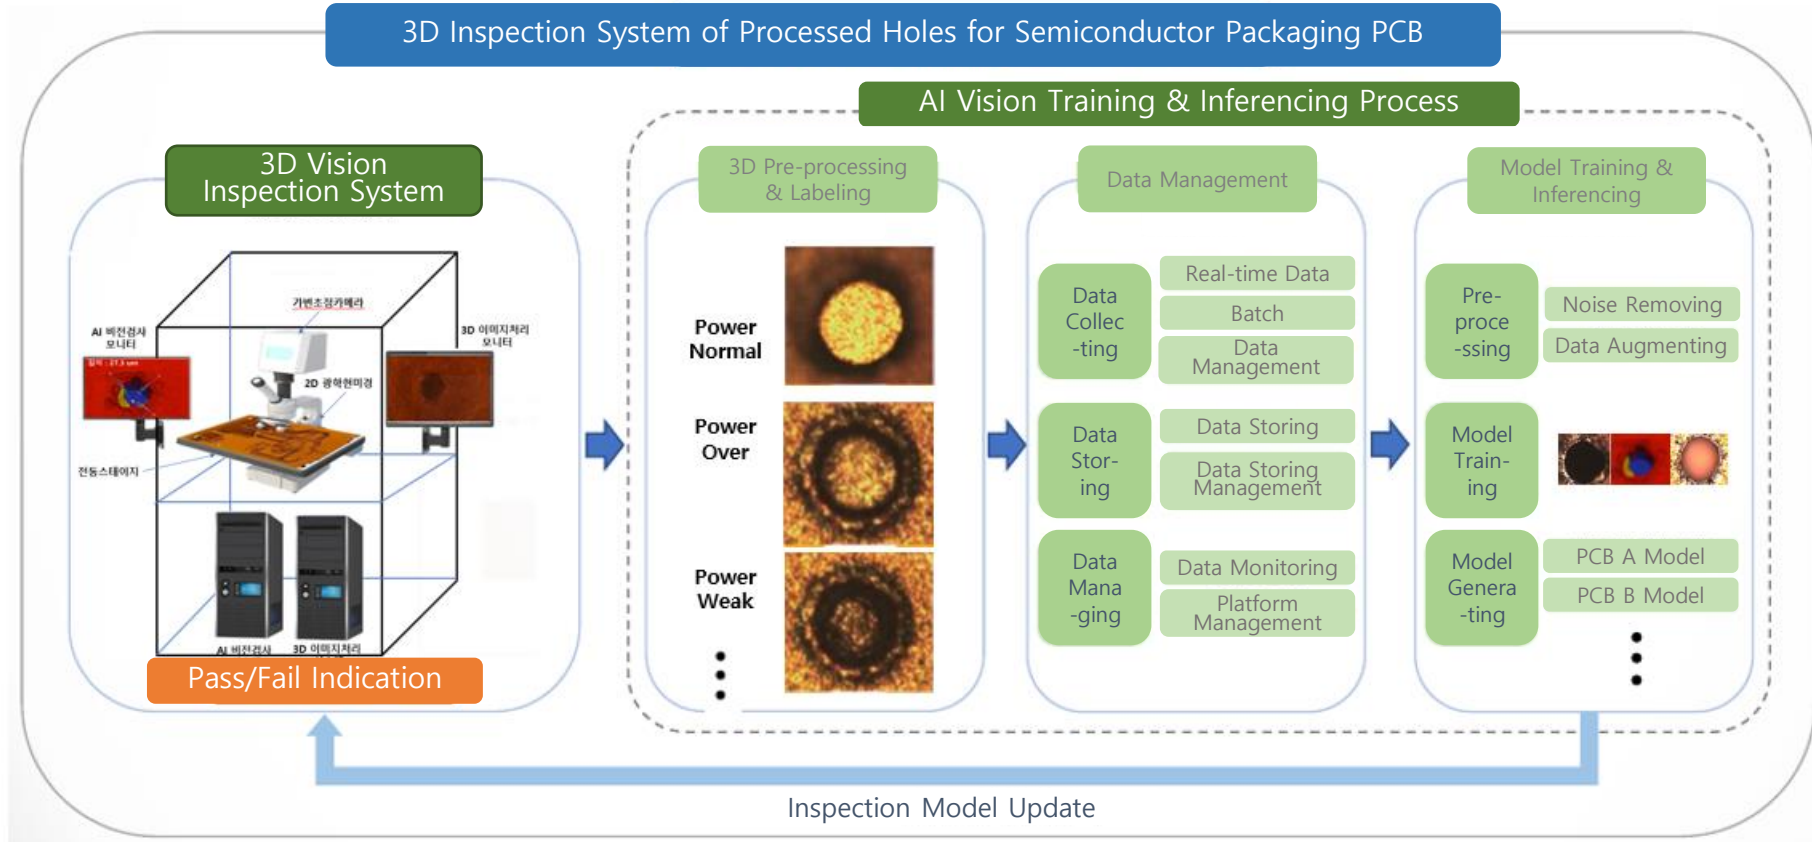 3D Inspection System of Processed Holes for Semiconductor Packaging PCB
AI Vision Training & Inferencing Process
3D Vision
Inspection System
가변초점카메라
AI 비전검사
모니터
3D 이미지처리
모니터
2D 광학현미경
전동스테이지
AI 비전검사
3D 이미지처리
Pass/Fail Indication
3D Pre-processing
& Labeling
Power
Normal
Power
Over
Power
Weak
Data Management
Data
Collec
-ting
Real-time Data
Batch
Data
Management
Data
Stor-
ing
Data Storing
Data Storing
Management
Data
Mana
-ging
Data Monitoring
Platform
Management
Model Training &
Inferencing
Pre-
proce
-ssing
Noise Removing
Data Augmenting
Model
Train-
ing
Model
Genera
-ting
PCB A Model
PCB B Model
Inspection Model Update